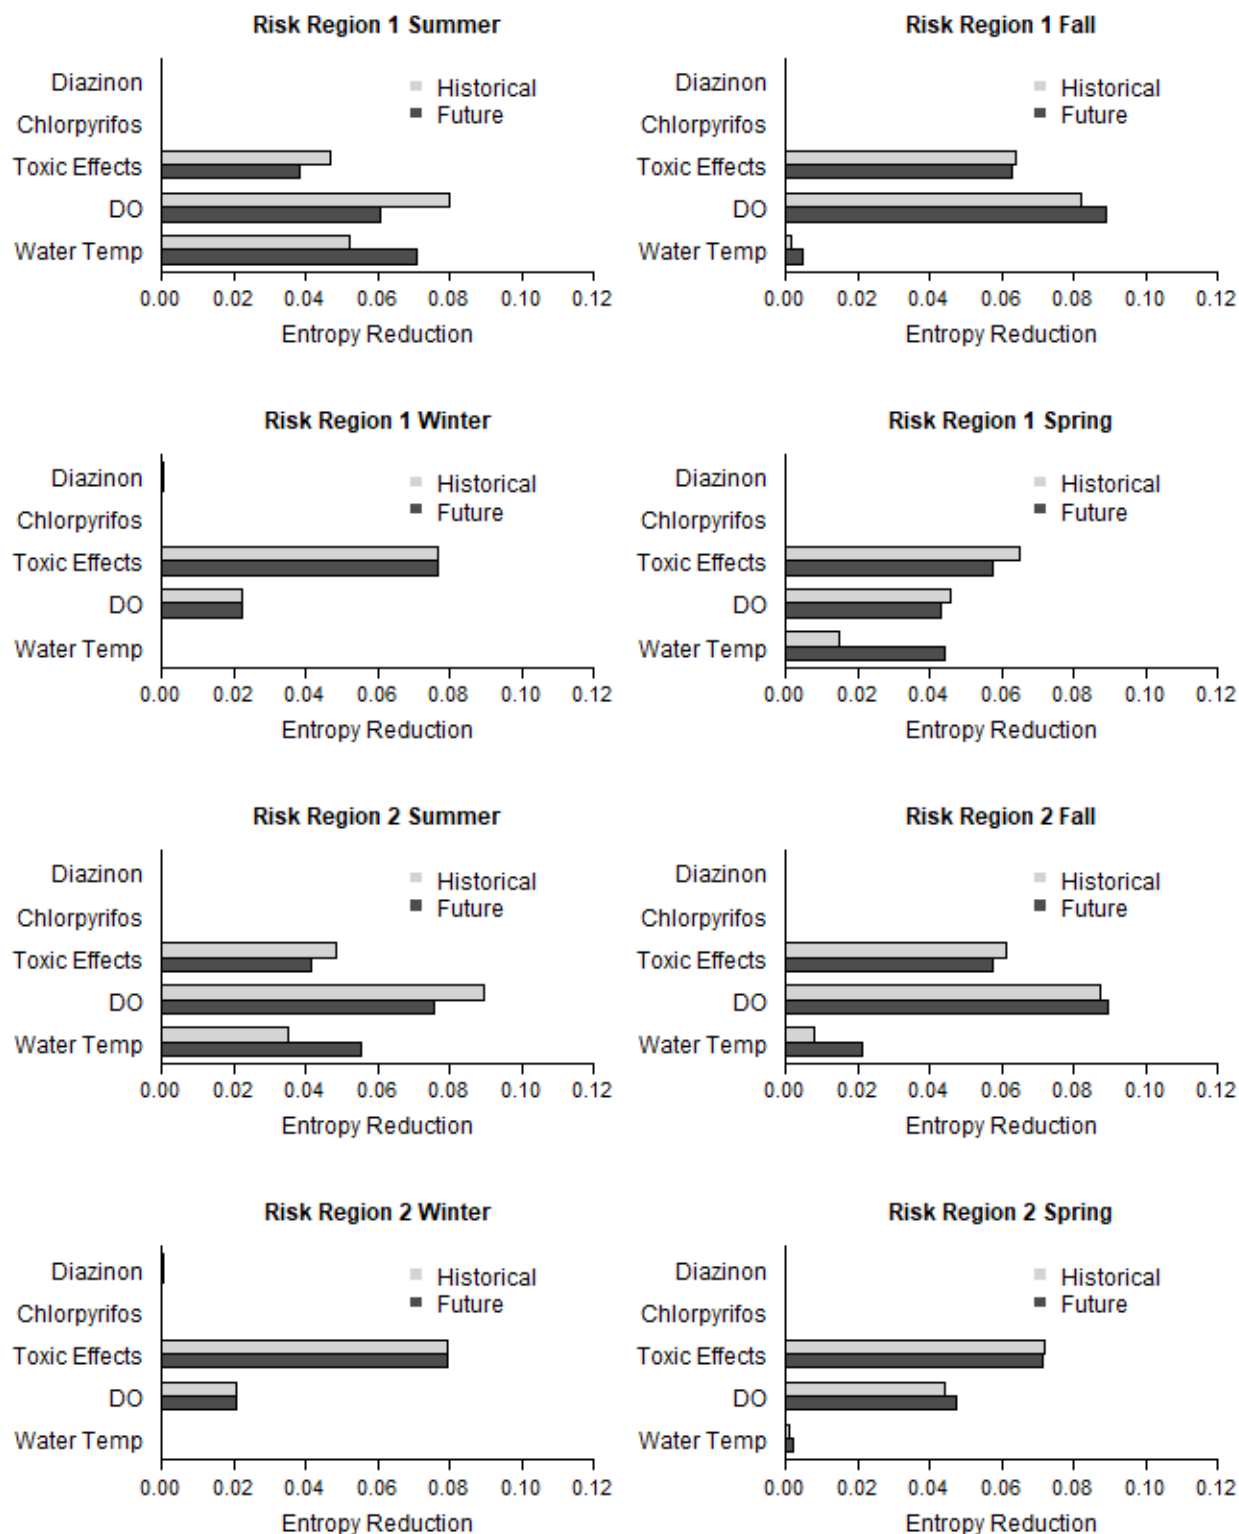 Risk Region 1 Summer
Diazinon
Chlorpyrifos
Toxic Effects
DO
Water Temp
Historical
Future
0.00 0.02 0.04 0.06 0.08 0.10 0.12
Entropy Reduction
Risk Region 1 Fall
Diazinon
Chlorpyrifos
Toxic Effects
DO
Water Temp
Historical
Future
0.00 0.02 0.04 0.06 0.08 0.10 0.12
Entropy Reduction
Risk Region 1 Winter
Diazinon
Chlorpyrifos
Toxic Effects
DO
Water Temp
Historical
Future
0.00 0.02 0.04 0.06 0.08 0.10 0.12
Entropy Reduction
Risk Region 1 Spring
Diazinon
Chlorpyrifos
Toxic Effects
DO
Water Temp
Historical
Future
0.00 0.02 0.04 0.06 0.08 0.10 0.12
Entropy Reduction
Risk Region 2 Summer
Diazinon
Chlorpyrifos
Toxic Effects
DO
Water Temp
Historical
Future
0.00 0.02 0.04 0.06 0.08 0.10 0.12
Entropy Reduction
Risk Region 2 Fall
Diazinon
Chlorpyrifos
Toxic Effects
DO
Water Temp
Historical
Future
0.00 0.02 0.04 0.06 0.08 0.10 0.12
Entropy Reduction
Risk Region 2 Winter
Diazinon
Chlorpyrifos
Toxic Effects
DO
Water Temp
Historical
Future
0.00 0.02 0.04 0.06 0.08 0.10 0.12
Entropy Reduction
Risk Region 2 Spring
Diazinon
Chlorpyrifos
Toxic Effects
DO
Water Temp
Historical
Future
0.00 0.02 0.04 0.06 0.08 0.10 0.12
Entropy Reduction